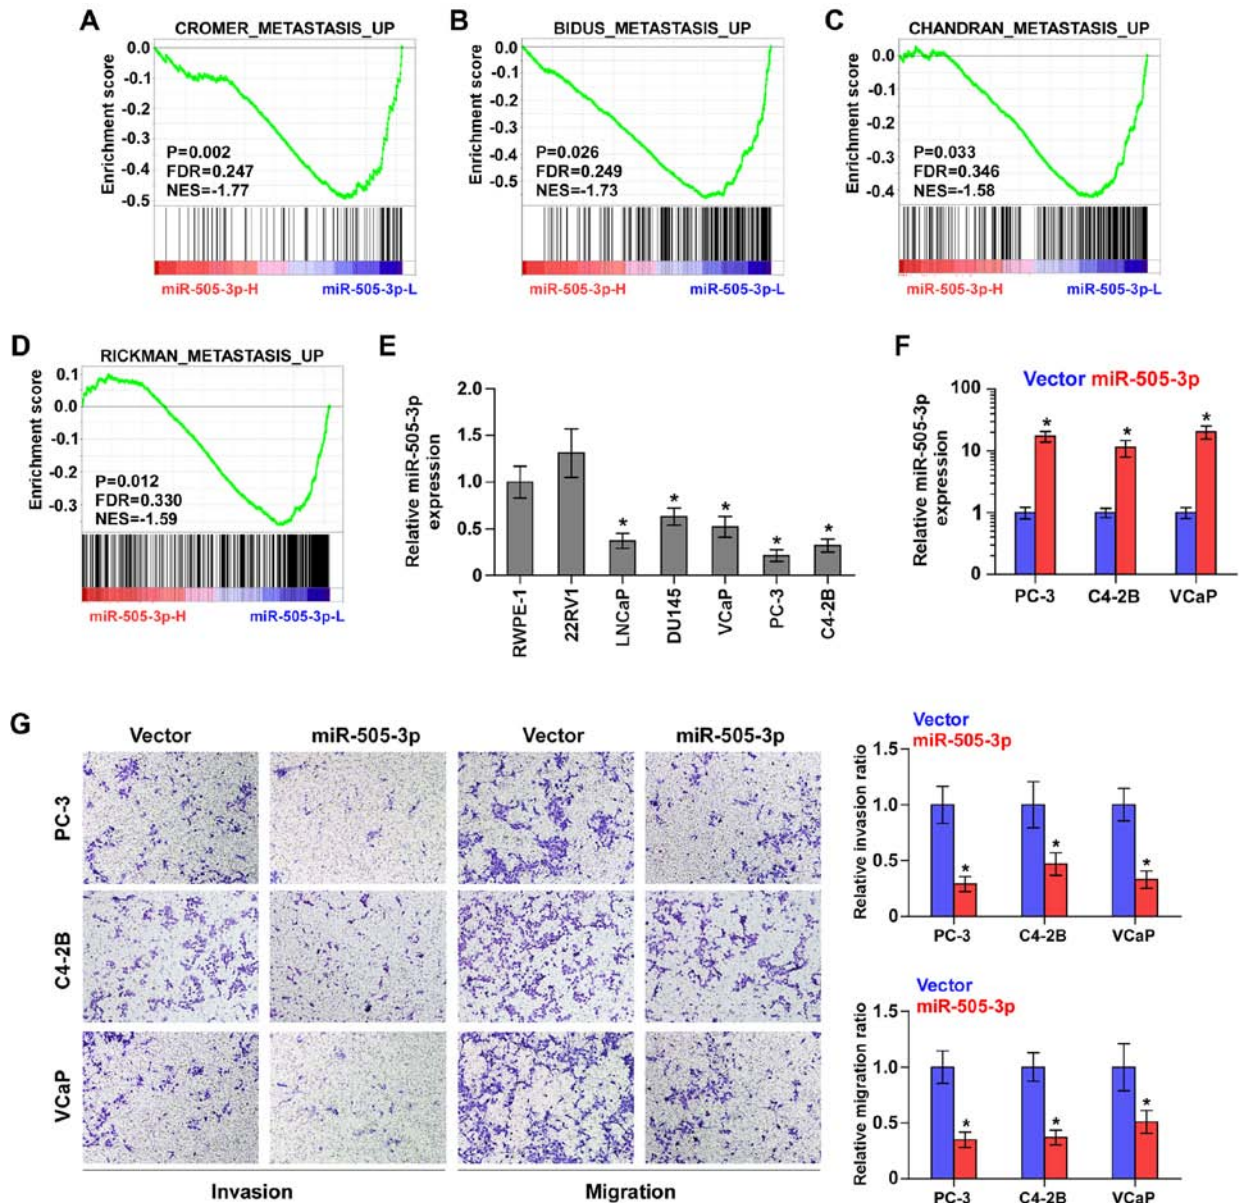 A
CROMER_METASTASIS_UP
Enrichment score
0.0
-0.1
-0.2
-0.3
-0.4
-0.5
P=0.002
FDR=0.247
NES=-1.77
miR-505-3p-H
miR-505-3p-L
B
BIDUS_METASTASIS_UP
Enrichment score
0.0
-0.1
-0.2
-0.3
-0.4
-0.5
P=0.026
FDR=0.249
NES=-1.73
miR-505-3p-H
miR-505-3p-L
C
CHANDRAN_METASTASIS_UP
Enrichment score
0.0
-0.1
-0.2
-0.3
-0.4
P=0.033
FDR=0.346
NES=-1.58
miR-505-3p-H
miR-505-3p-L
D
RICKMAN_METASTASIS_UP
Enrichment score
0.1
0.0
-0.1
-0.2
-0.3
P=0.012
FDR=0.330
NES=-1.59
miR-505-3p-H
miR-505-3p-L
E
Relative miR-505-3p
expression
2.0
1.5
1.0
0.5
0
* * * * *
RWPE-1
22RV1
LNCaP
DU145
VCaP
PC-3
C4-2B
F
Vector miR-505-3p
Relative miR-505-3p
expression
100
10
1
0
* * *
PC-3
C4-2B
VCaP
G
Vector
miR-505-3p
Vector
miR-505-3p
PC-3
C4-2B
VCaP
Invasion
Migration
Vector
miR-505-3p
Relative invasion ratio
1.5
1.0
0.5
0
* * *
PC-3
C4-2B
VCaP
Vector
miR-505-3p
Relative migration ratio
1.5
1.0
0.5
0
* * *
PC-3
C4-2B
VCaP